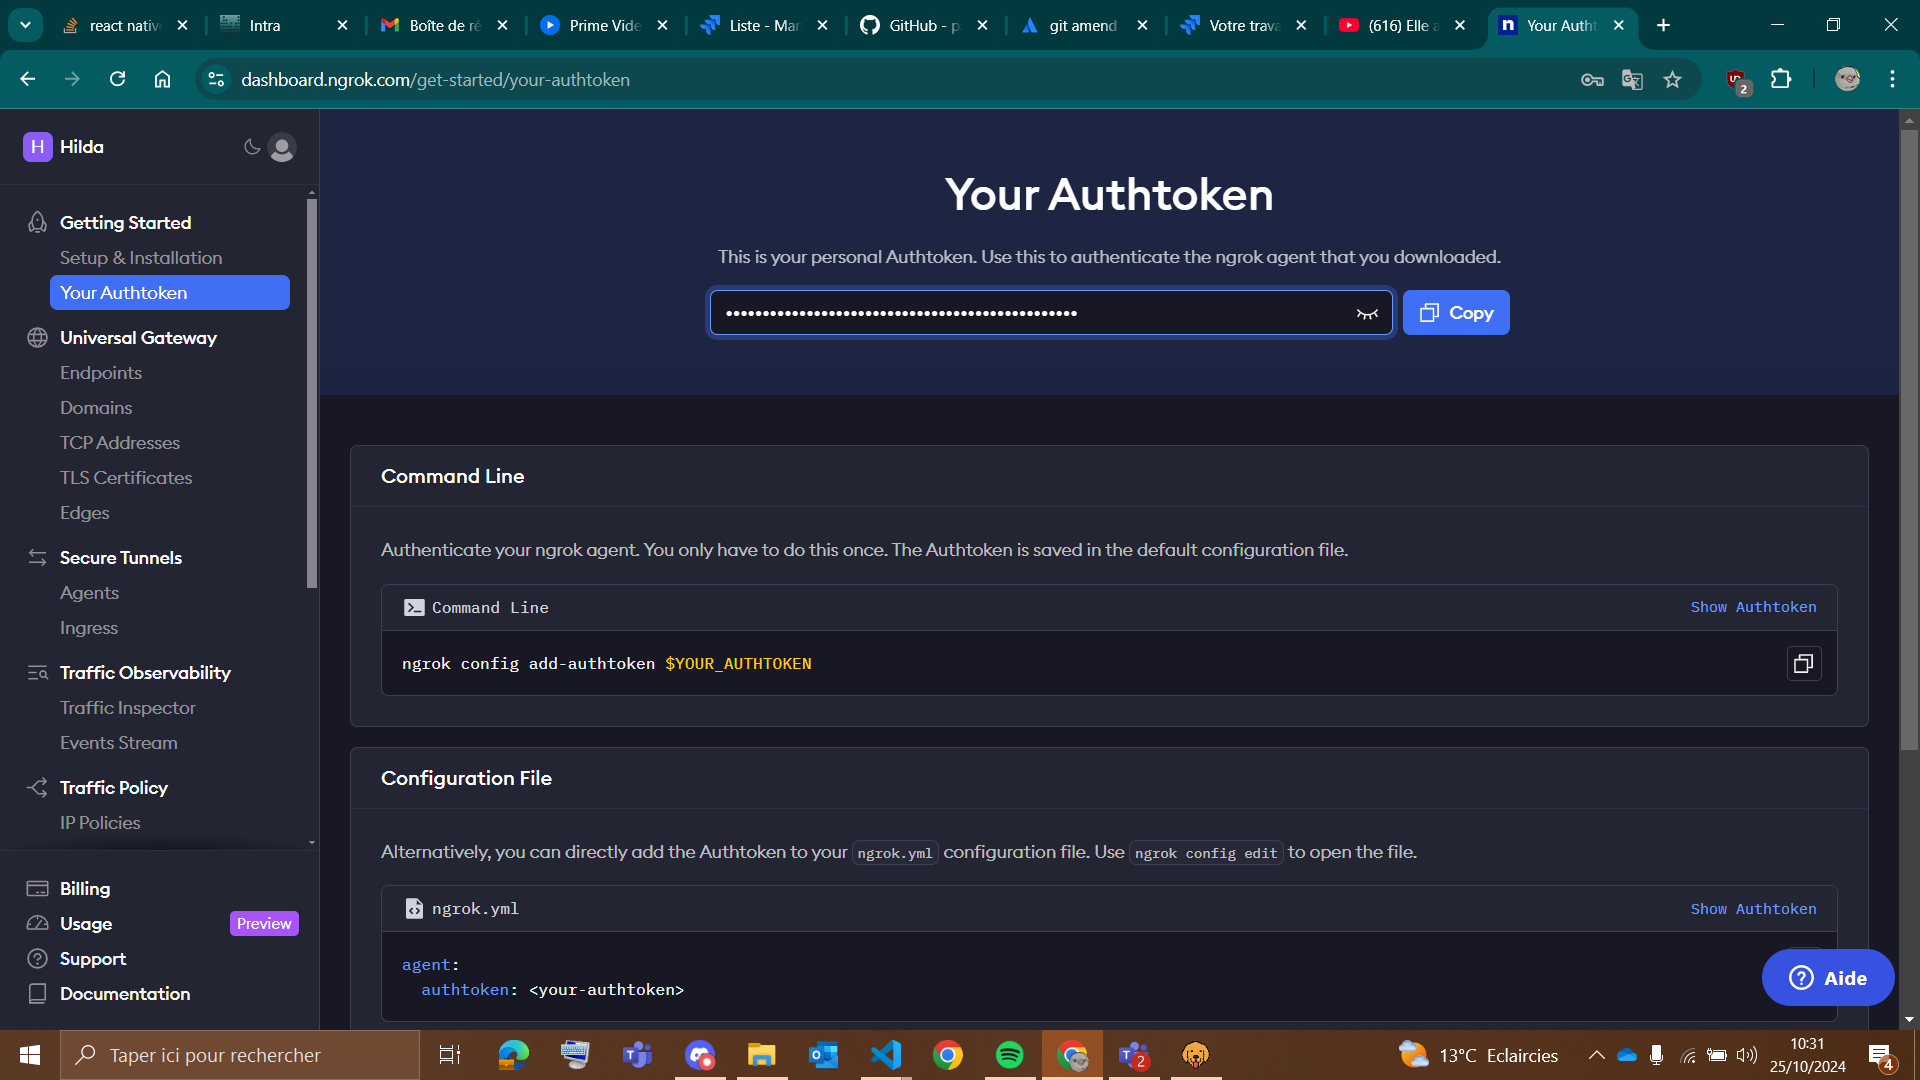 react nativ
Intra
Boîte de ré
Prime Vide
Liste - Mar
GitHub - p
git amend
Votre trava
(616) Elle a
Your Autht
dashboard.ngrok.com/get-started/your-authtoken
2
H Hilda
Getting Started
Setup & Installation
Your Authtoken
Universal Gateway
Endpoints
Domains
TCP Addresses
TLS Certificates
Edges
Secure Tunnels
Agents
Ingress
Traffic Observability
Traffic Inspector
Events Stream
Traffic Policy
IP Policies
Billing
Usage Preview
Support
Documentation
Your Authtoken
This is your personal Authtoken. Use this to authenticate the ngrok agent that you downloaded.
••••••••••••••••••••••••••••••••••••••••••••••••• Copy
Command Line
Authenticate your ngrok agent. You only have to do this once. The Authtoken is saved in the default configuration file.
Command Line Show Authtoken
ngrok config add-authtoken $YOUR_AUTHTOKEN
Configuration File
Alternatively, you can directly add the Authtoken to your ngrok.yml configuration file. Use ngrok config edit to open the file.
ngrok.yml Show Authtoken
agent:
authtoken: <your-authtoken>
Aide
Taper ici pour rechercher
2
13°C Eclaircies
10:31
25/10/2024
4